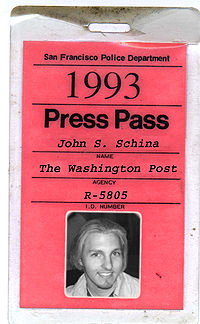 San Francisco Police Department
1993
Press Pass
John S. Schina
NAME
The Washington Post
AGENCY
R-5805
I.D. NUMBER